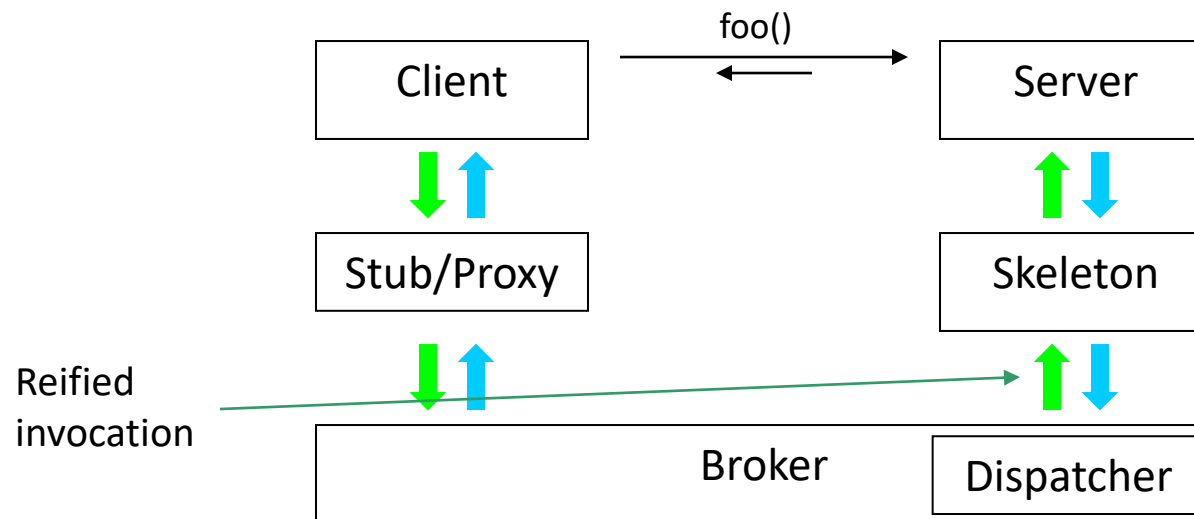 foo()
Client
Server
Stub/Proxy
Skeleton
Reified
invocation
Broker
Dispatcher